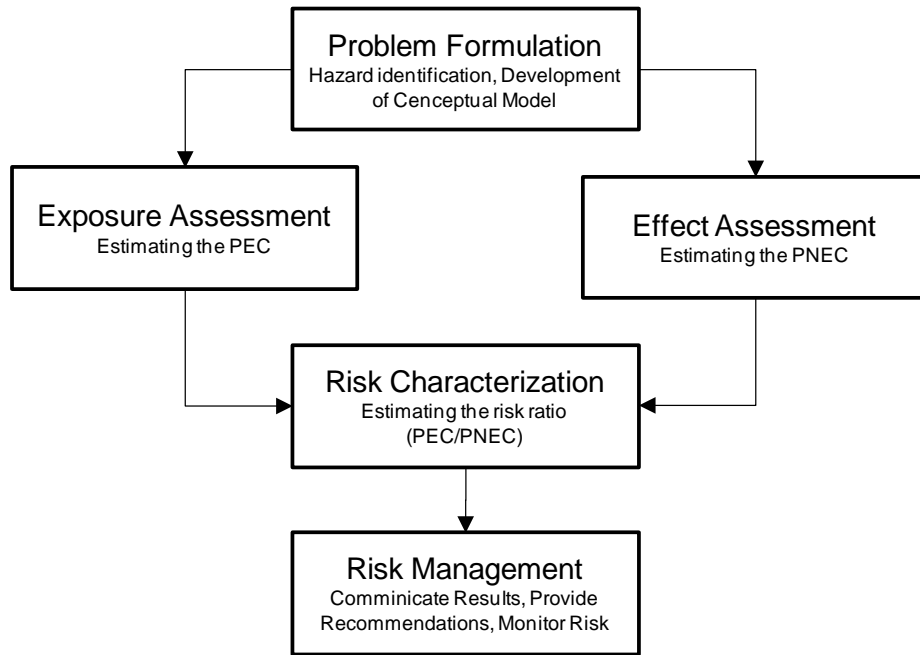 Problem Formulation
Hazard identification, Development
of Cenceptual Model
Exposure Assessment
Estimating the PEC
Effect Assessment
Estimating the PNEC
Risk Characterization
Estimating the risk ratio
(PEC/PNEC)
Risk Management
Comminicate Results, Provide
Recommendations, Monitor Risk